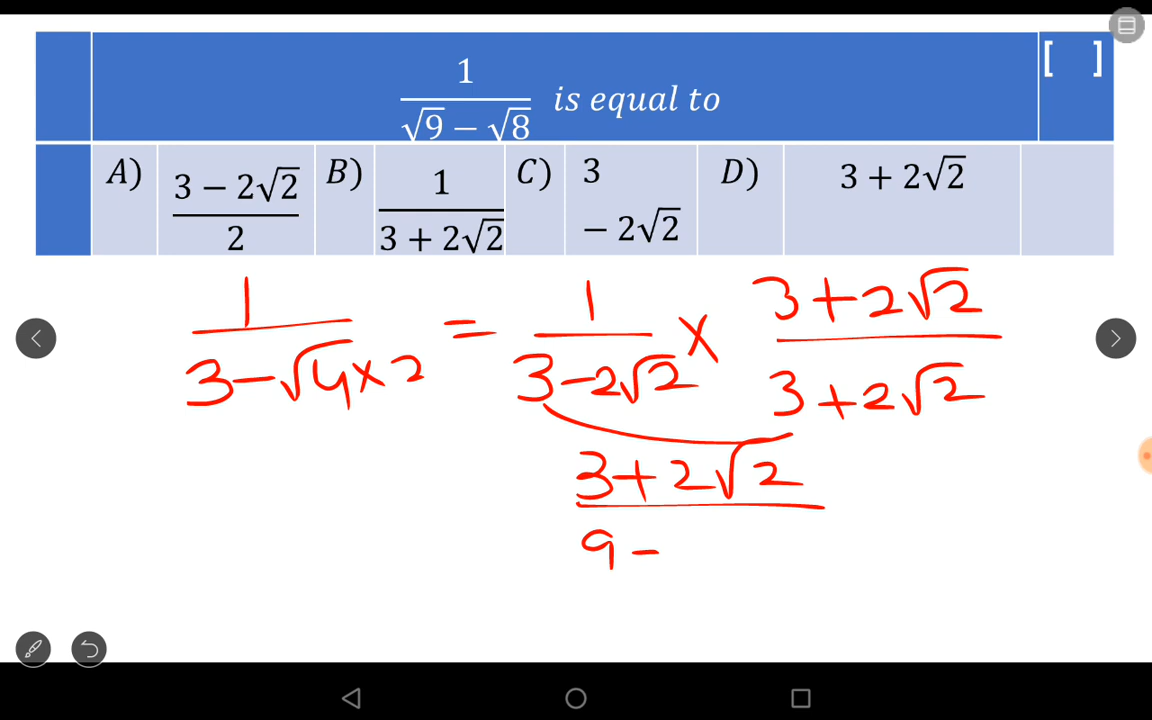 1/(√9 − √8) is equal to [ ]
A) (3 − 2√2)/2 B) 1/(3 + 2√2) C) 3 − 2√2 D) 3 + 2√2
1/(3 − √4×2) = 1/(3 − 2√2) × (3 + 2√2)/(3 + 2√2)
3 + 2√2
9 −